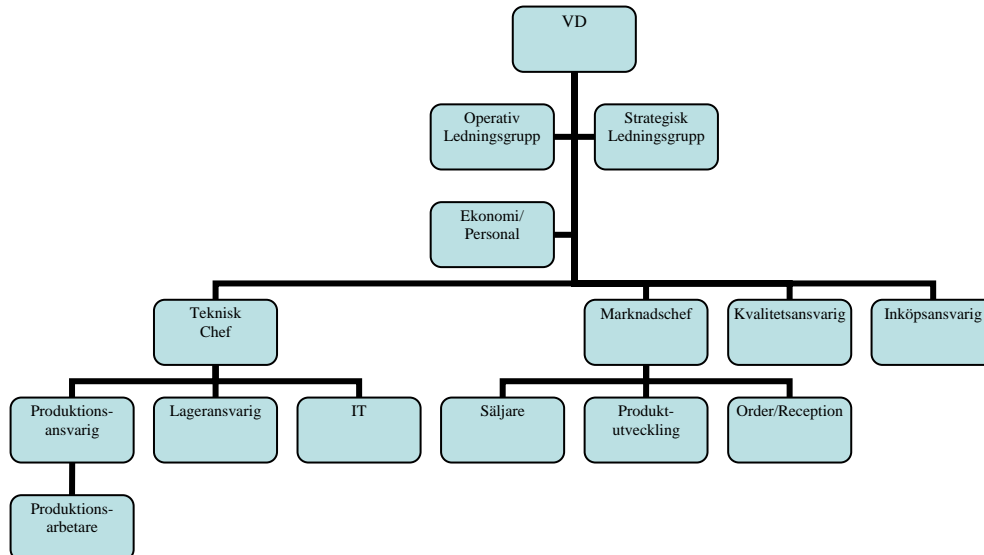 VD
Operativ
Ledningsgrupp
Strategisk
Ledningsgrupp
Ekonomi/
Personal
Teknisk
Chef
Marknadschef
Kvalitetsansvarig
Inköpsansvarig
Produktions-
ansvarig
Lageransvarig
IT
Säljare
Produkt-
utveckling
Order/Reception
Produktions-
arbetare